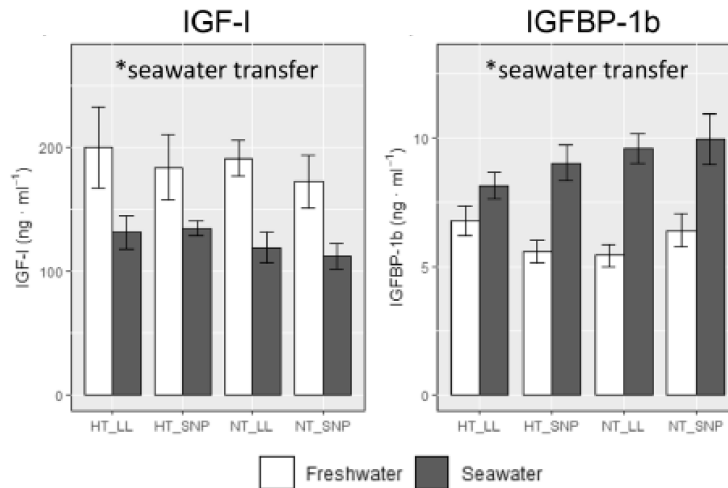 IGF-I
IGFBP-1b
*seawater transfer
*seawater transfer
IGF-I (ng · ml⁻¹)
200
100
0
IGFBP-1b (ng · ml⁻¹)
10
5
0
HT_LL HT_SNP NT_LL NT_SNP
HT_LL HT_SNP NT_LL NT_SNP
Freshwater Seawater